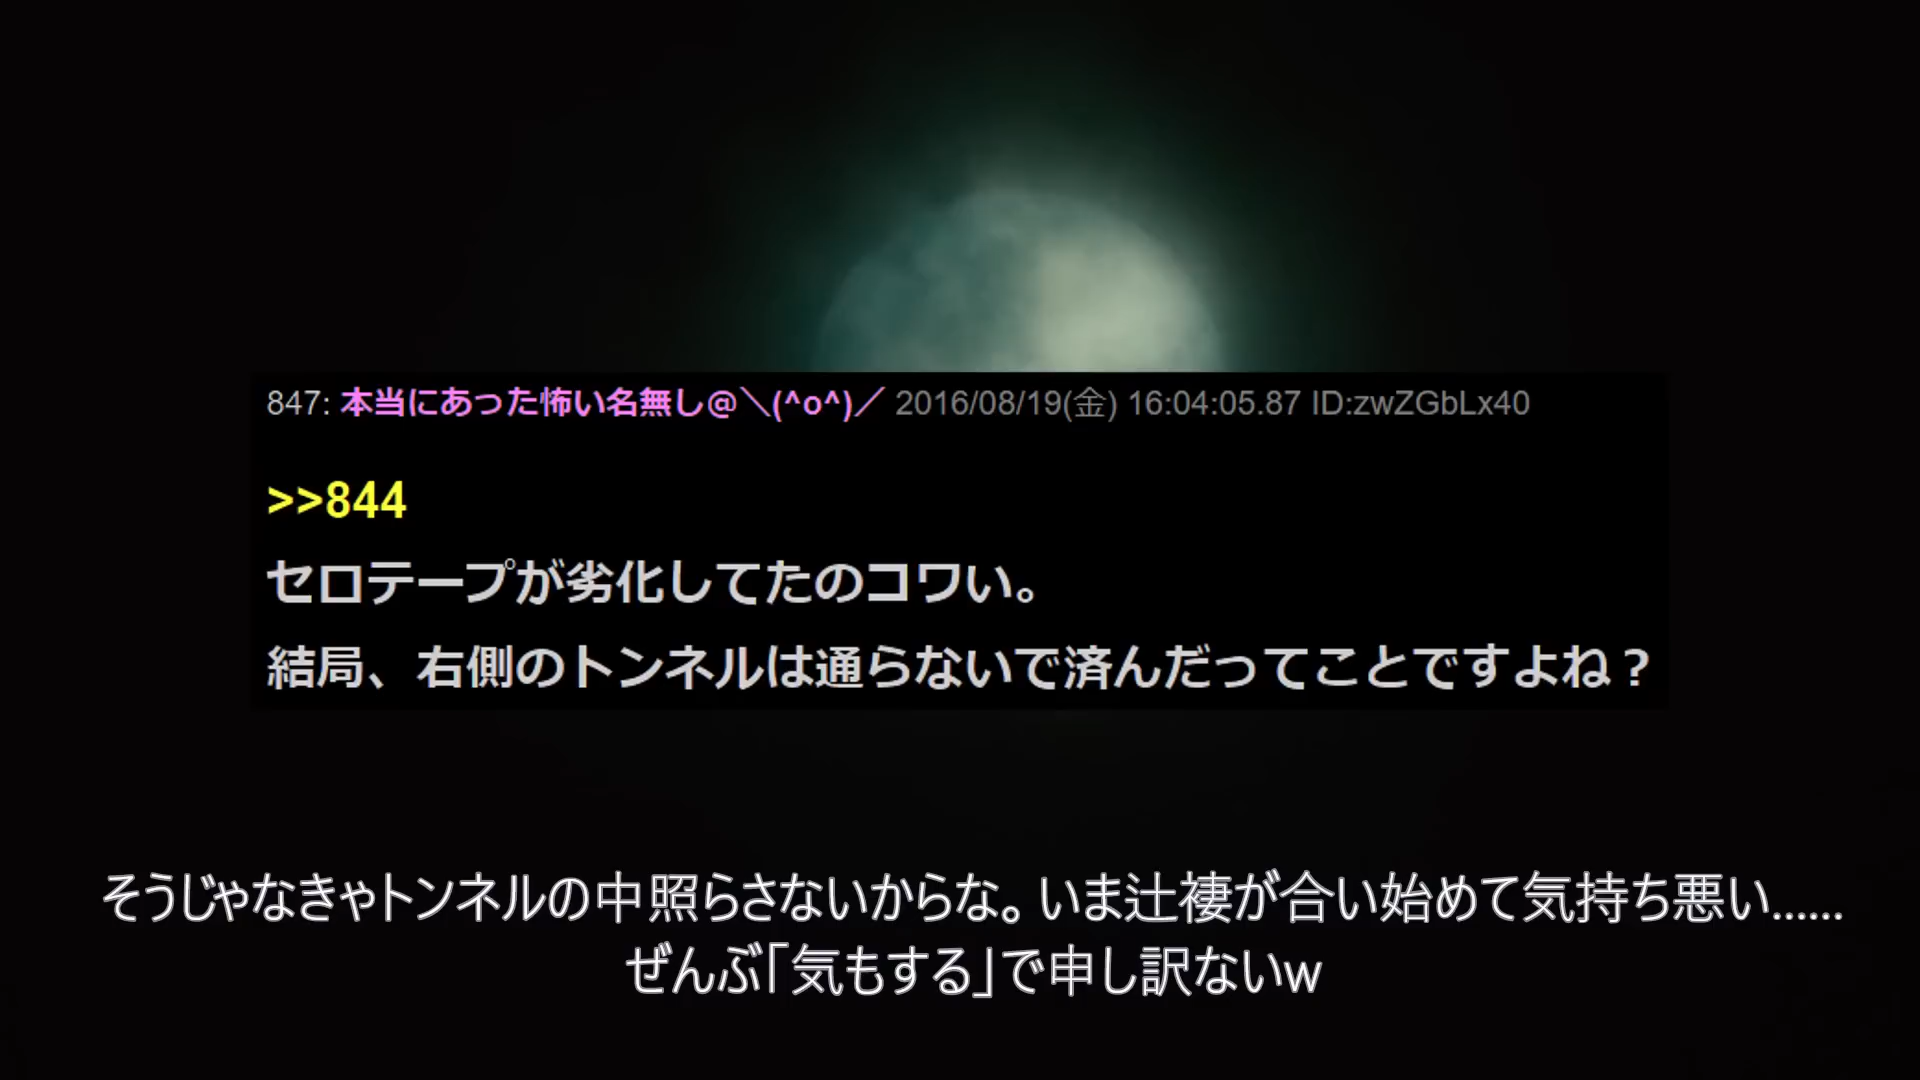 847: 本当にあった怖い名無し@＼(^o^)／ 2016/08/19(金) 16:04:05.87 ID:zwZGbLx40
>>844
セロテープが劣化してたのコワい。
結局、右側のトンネルは通らないで済んだってことですよね？
そうじゃなきゃトンネルの中照らさないからな。いま辻褄が合い始めて気持ち悪い......
ぜんぶ「気もする」で申し訳ないw